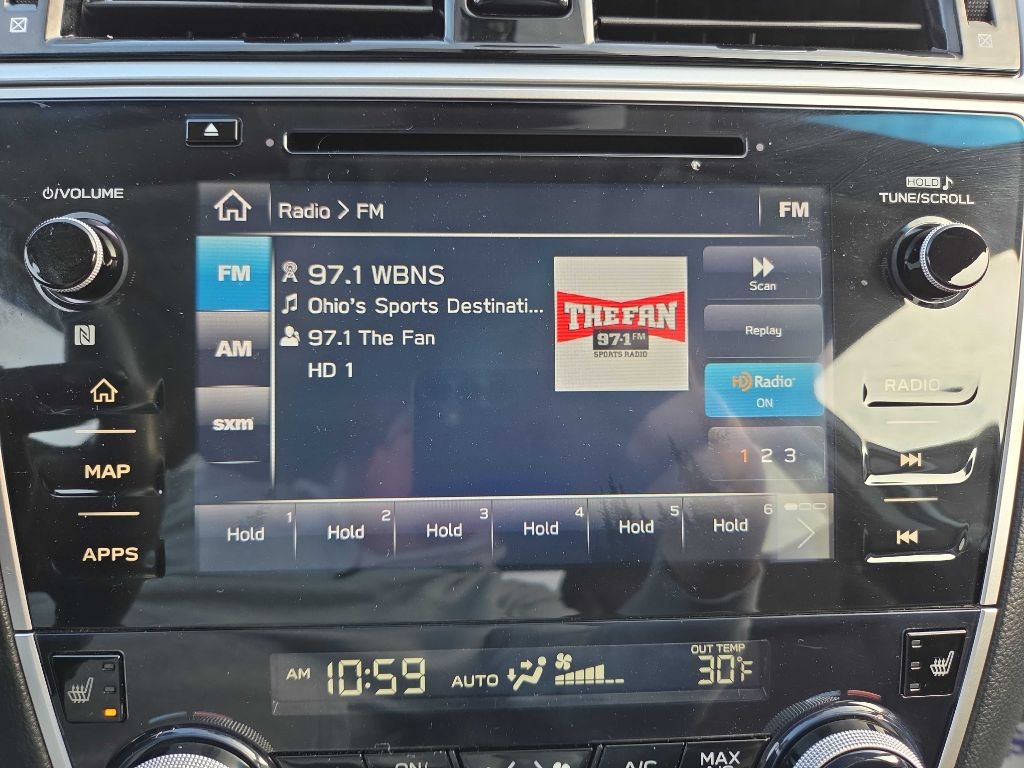 ⏻/VOLUME
HOLD♪
TUNE/SCROLL
Radio > FM
FM
FM
97.1 WBNS
Ohio's Sports Destinati...
97.1 The Fan
HD 1
THE FAN
97.1 FM
SPORTS RADIO
Scan
Replay
HD Radio
ON
1 2 3
AM
sxm
MAP
APPS
RADIO
Hold 1
Hold 2
Hold 3
Hold 4
Hold 5
Hold 6
AM 10:59
AUTO
OUT TEMP
30°F
A/C
MAX